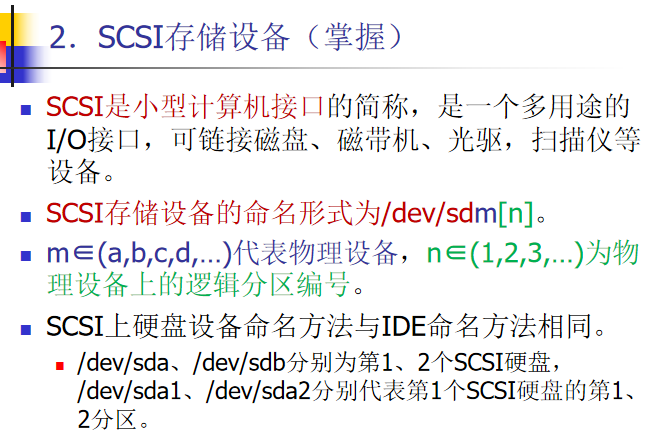 2．SCSI存储设备（掌握）
SCSI是小型计算机接口的简称，是一个多用途的
I/O接口，可链接磁盘、磁带机、光驱，扫描仪等
设备。
SCSI存储设备的命名形式为/dev/sdm[n]。
m∈(a,b,c,d,…)代表物理设备，n∈(1,2,3,…)为物
理设备上的逻辑分区编号。
SCSI上硬盘设备命名方法与IDE命名方法相同。
/dev/sda、/dev/sdb分别为第1、2个SCSI硬盘，
/dev/sda1、/dev/sda2分别代表第1个SCSI硬盘的第1、
2分区。